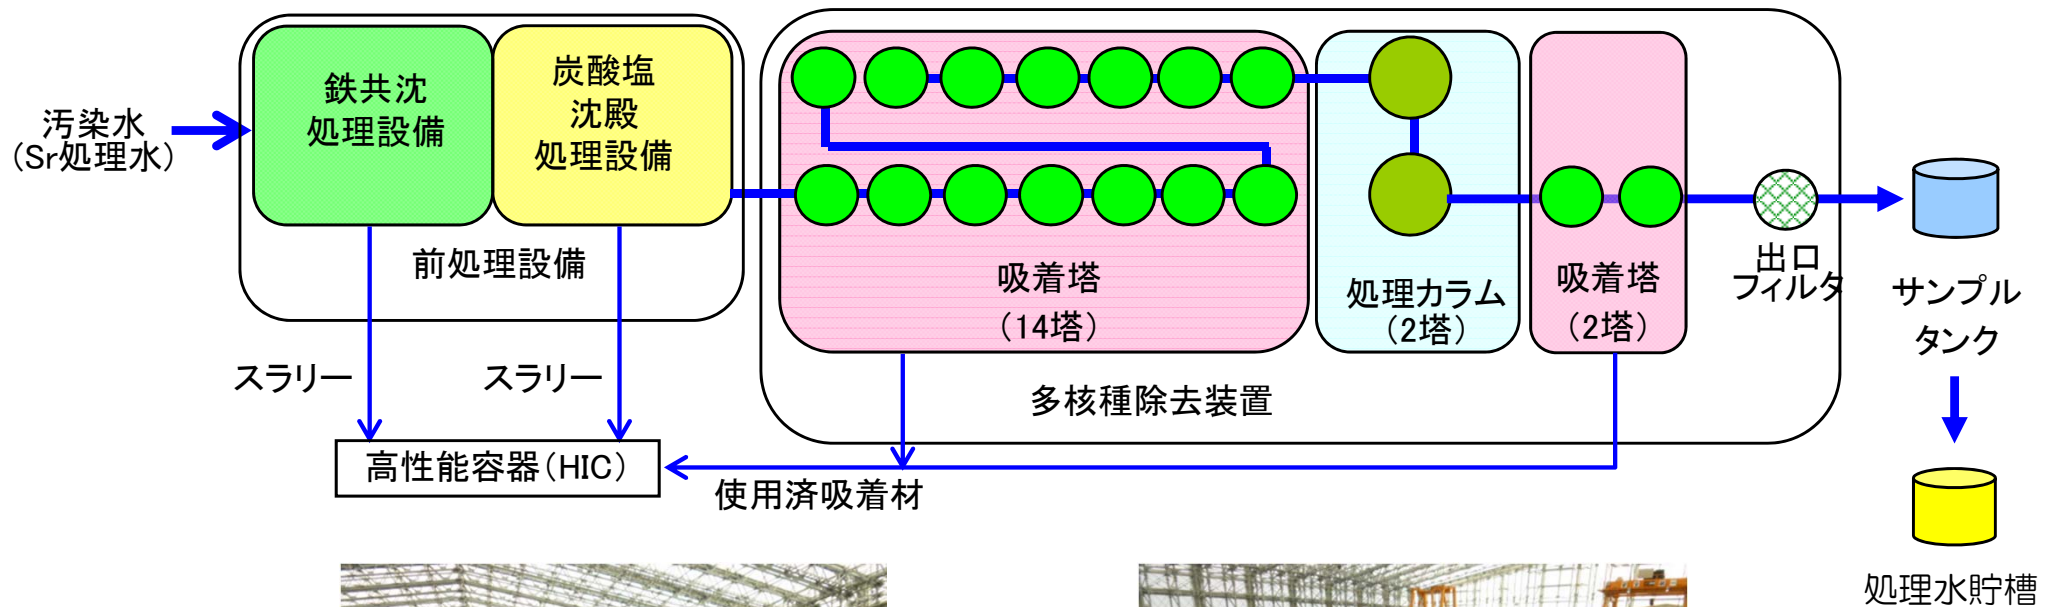 汚染水
（Sr処理水）
鉄共沈
処理設備
炭酸塩
沈殿
処理設備
前処理設備
スラリー
スラリー
高性能容器（HIC）
使用済吸着材
吸着塔
（14塔）
処理カラム
（2塔）
吸着塔
（2塔）
多核種除去装置
出口
フィルタ
サンプル
タンク
処理水貯槽